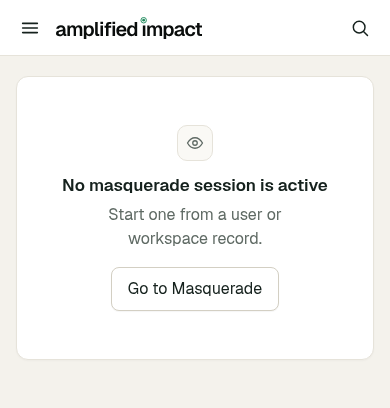 amplified impact
No masquerade session is active
Start one from a user or
workspace record.
Go to Masquerade